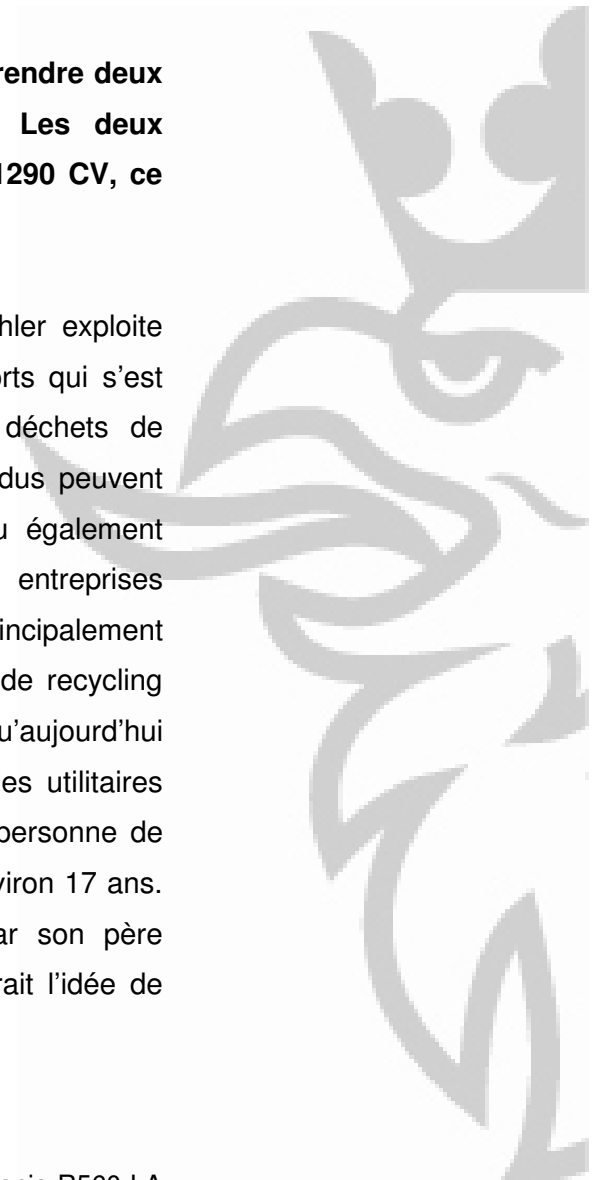 rendre deux
Les deux
1290 CV, ce
hler exploite
orts qui s'est
déchets de
dus peuvent
u également
entreprises
incipalement
de recycling
u'aujourd'hui
es utilitaires
personne de
viron 17 ans.
ar son père
rait l'idée de